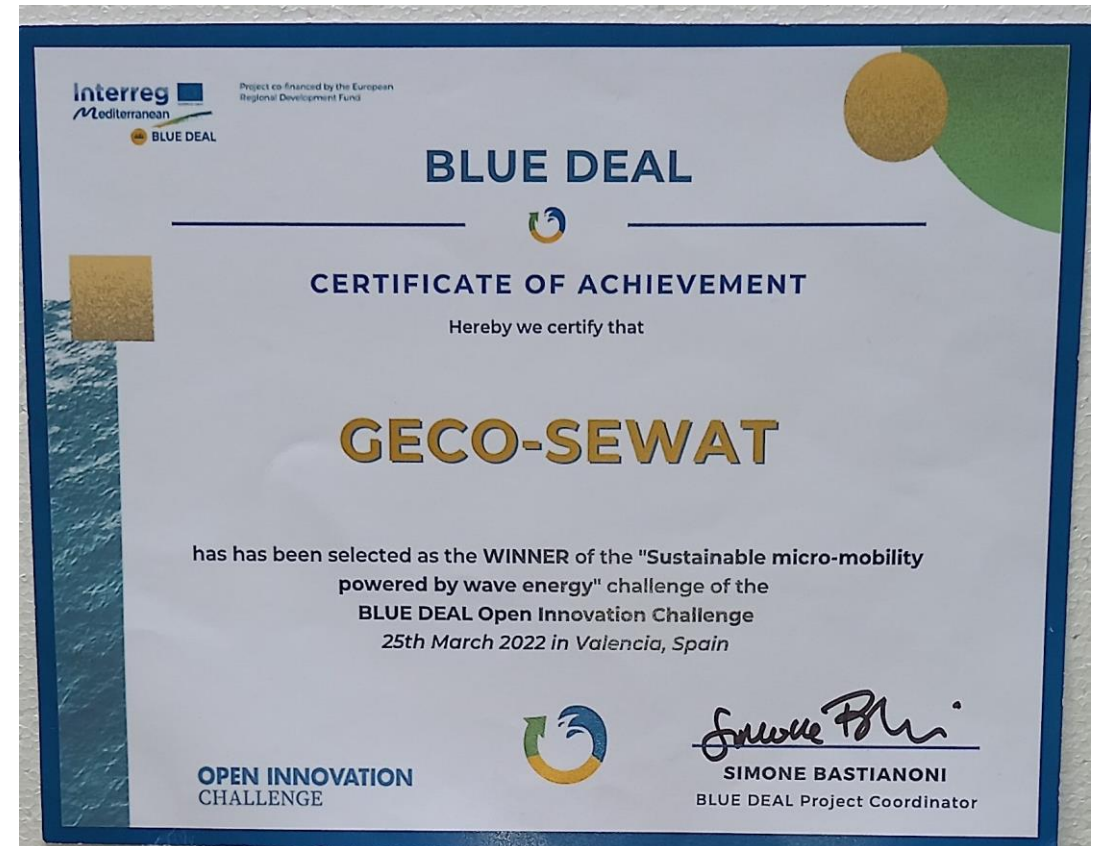 Interreg
Mediterranean
BLUE DEAL
Project co-financed by the European
Regional Development Fund
BLUE DEAL
CERTIFICATE OF ACHIEVEMENT
Hereby we certify that
GECO-SEWAT
has has been selected as the WINNER of the "Sustainable micro-mobility
powered by wave energy" challenge of the
BLUE DEAL Open Innovation Challenge
25th March 2022 in Valencia, Spain
OPEN INNOVATION
CHALLENGE
SIMONE BASTIANONI
BLUE DEAL Project Coordinator